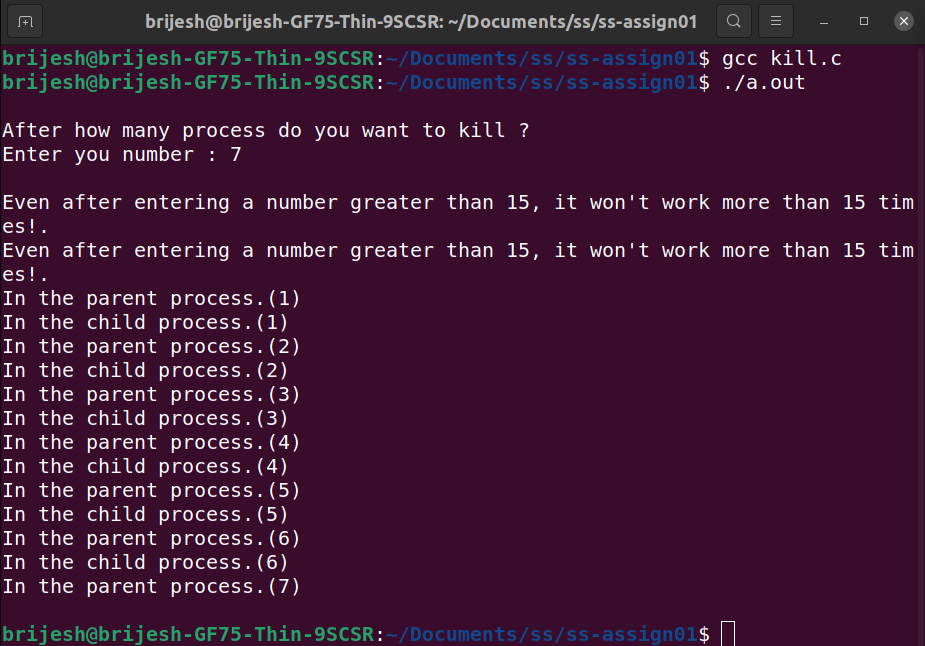 brijesh@brijesh-GF75-Thin-9SCSR: ~/Documents/ss/ss-assign01
brijesh@brijesh-GF75-Thin-9SCSR:~/Documents/ss/ss-assign01$ gcc kill.c
brijesh@brijesh-GF75-Thin-9SCSR:~/Documents/ss/ss-assign01$ ./a.out
After how many process do you want to kill ?
Enter you number : 7
Even after entering a number greater than 15, it won't work more than 15 tim
es!.
Even after entering a number greater than 15, it won't work more than 15 tim
es!.
In the parent process.(1)
In the child process.(1)
In the parent process.(2)
In the child process.(2)
In the parent process.(3)
In the child process.(3)
In the parent process.(4)
In the child process.(4)
In the parent process.(5)
In the child process.(5)
In the parent process.(6)
In the child process.(6)
In the parent process.(7)
brijesh@brijesh-GF75-Thin-9SCSR:~/Documents/ss/ss-assign01$